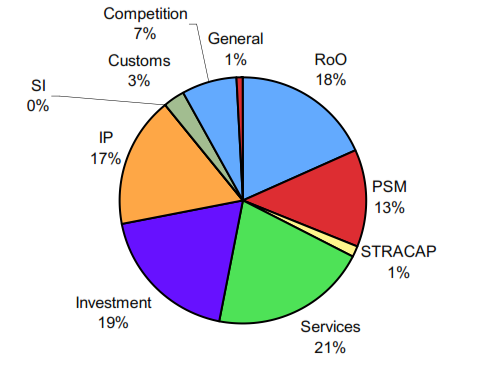 Competition
7%
General
1%
RoO
18%
Customs
3%
SI
0%
IP
17%
PSM
13%
STRACAP
1%
Investment
19%
Services
21%